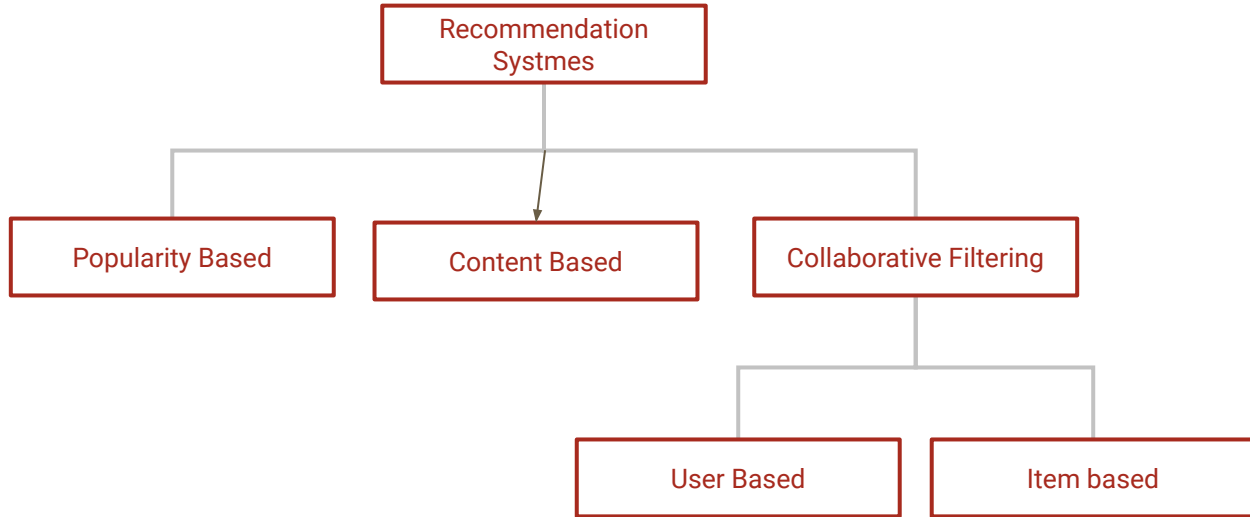 Recommendation
Systmes
Popularity Based
Content Based
Collaborative Filtering
User Based
Item based